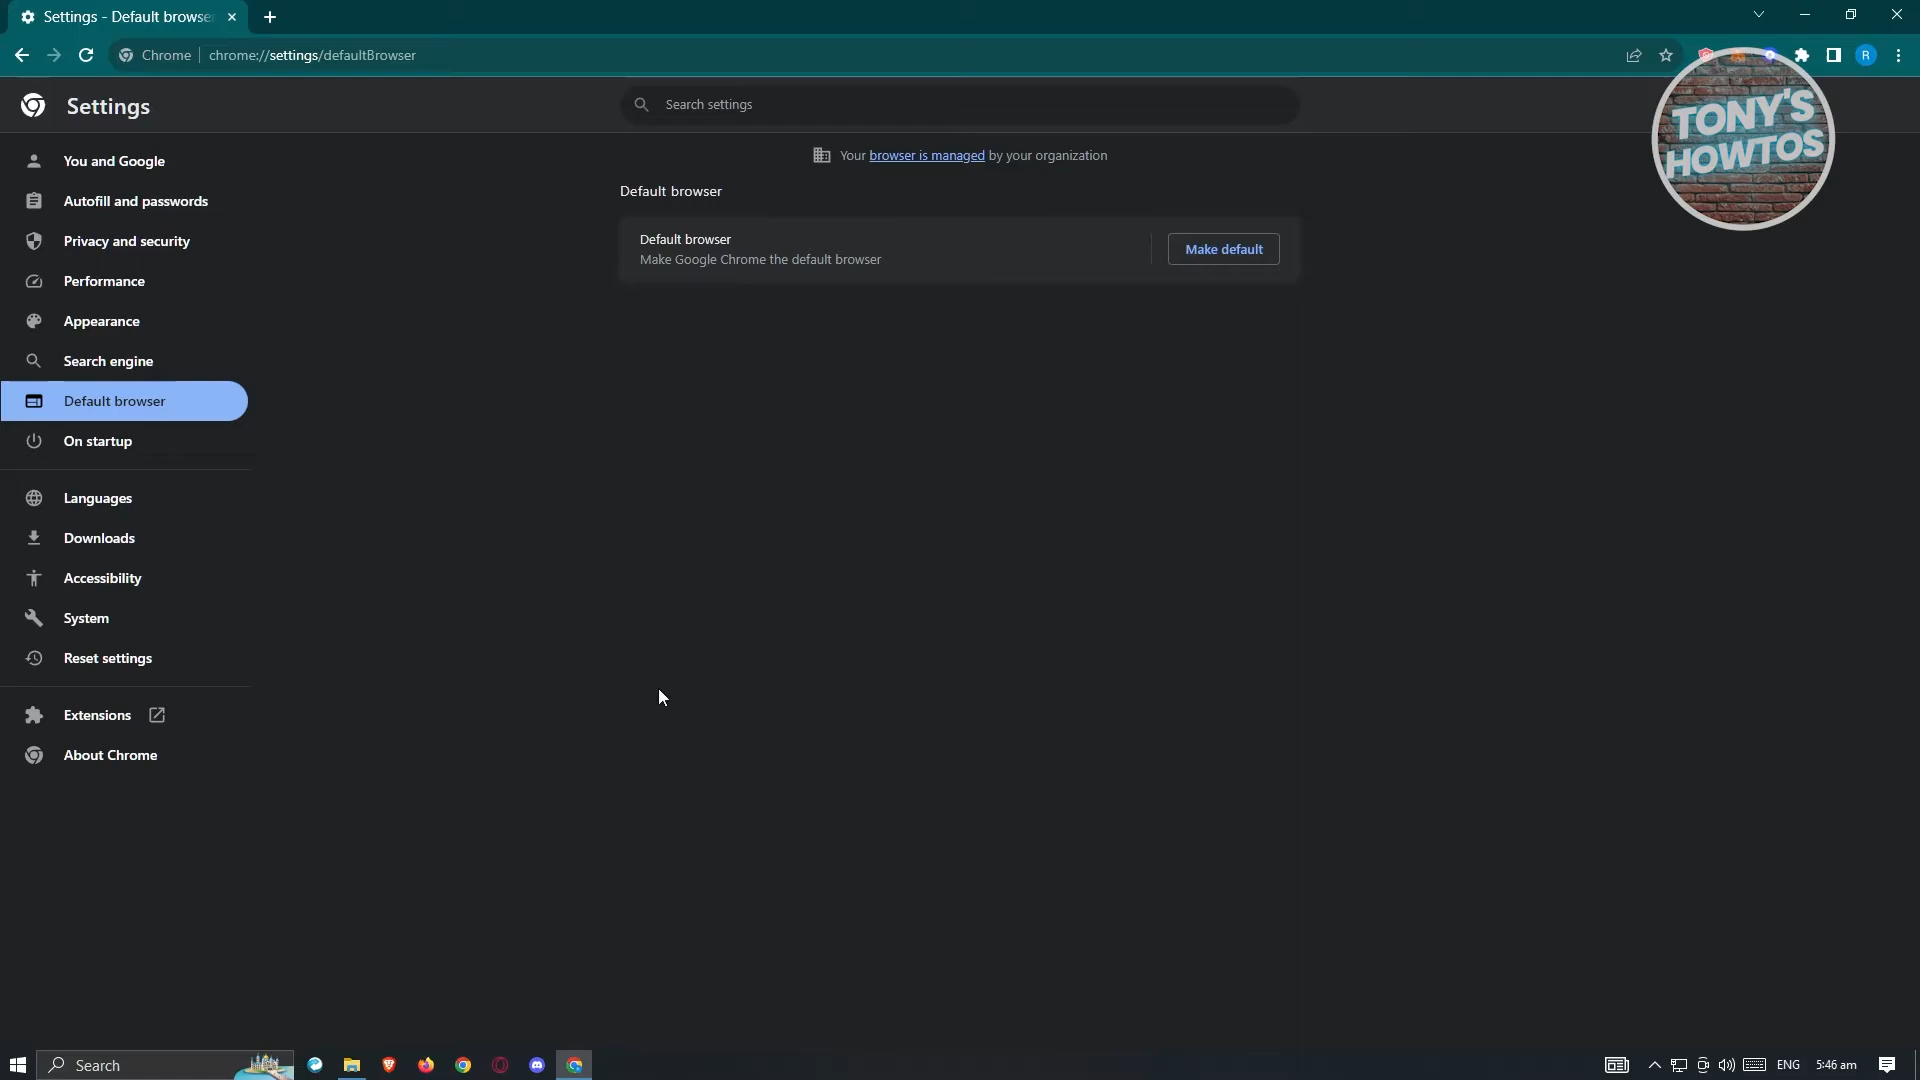 Settings - Default browse
Chrome
chrome://settings/defaultBrowser
R
Settings
Search settings
TONY'S
HOWTOS
Your browser is managed by your organization
You and Google
Autofill and passwords
Privacy and security
Performance
Appearance
Search engine
Default browser
On startup
Languages
Downloads
Accessibility
System
Reset settings
Extensions
About Chrome
Default browser
Default browser
Make Google Chrome the default browser
Make default
Search
ENG
5:46 am